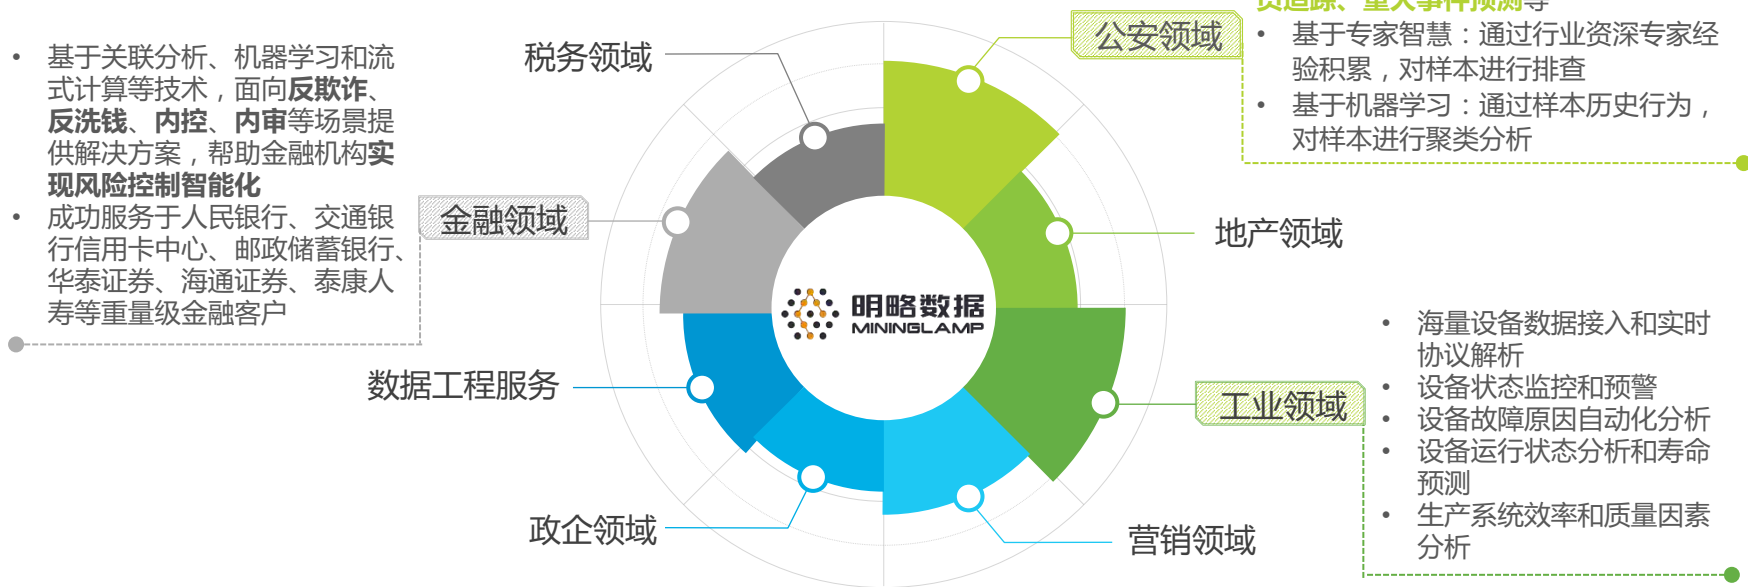 • 基于关联分析、机器学习和流
式计算等技术，面向反欺诈、
反洗钱、内控、内审等场景提
供解决方案，帮助金融机构实
现风险控制智能化
• 成功服务于人民银行、交通银
行信用卡中心、邮政储蓄银行、
华泰证券、海通证券、泰康人
寿等重量级金融客户
税务领域
金融领域
数据工程服务
政企领域
明略数据
MININGLAMP
公安领域
员追踪、重大事件预测等
• 基于专家智慧：通过行业资深专家经
验积累，对样本进行排查
• 基于机器学习：通过样本历史行为，
对样本进行聚类分析
地产领域
工业领域
• 海量设备数据接入和实时
协议解析
• 设备状态监控和预警
• 设备故障原因自动化分析
• 设备运行状态分析和寿命
预测
• 生产系统效率和质量因素
分析
营销领域